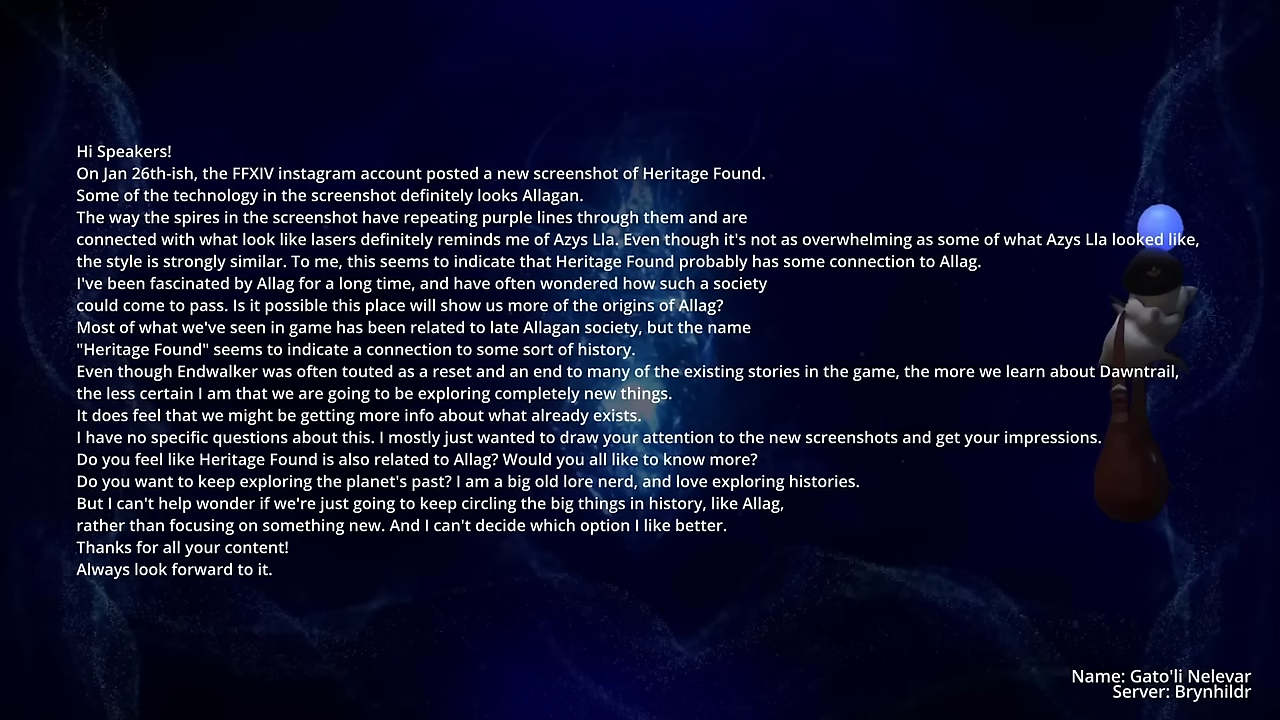 Hi Speakers!
On Jan 26th-ish, the FFXIV instagram account posted a new screenshot of Heritage Found.
Some of the technology in the screenshot definitely looks Allagan.
The way the spires in the screenshot have repeating purple lines through them and are
connected with what look like lasers definitely reminds me of Azys Lla. Even though it's not as overwhelming as some of what Azys Lla looked like,
the style is strongly similar. To me, this seems to indicate that Heritage Found probably has some connection to Allag.
I've been fascinated by Allag for a long time, and have often wondered how such a society
could come to pass. Is it possible this place will show us more of the origins of Allag?
Most of what we've seen in game has been related to late Allagan society, but the name
"Heritage Found" seems to indicate a connection to some sort of history.
Even though Endwalker was often touted as a reset and an end to many of the existing stories in the game, the more we learn about Dawntrail,
the less certain I am that we are going to be exploring completely new things.
It does feel that we might be getting more info about what already exists.
I have no specific questions about this. I mostly just wanted to draw your attention to the new screenshots and get your impressions.
Do you feel like Heritage Found is also related to Allag? Would you all like to know more?
Do you want to keep exploring the planet's past? I am a big old lore nerd, and love exploring histories.
But I can't help wonder if we're just going to keep circling the big things in history, like Allag,
rather than focusing on something new. And I can't decide which option I like better.
Thanks for all your content!
Always look forward to it.
Name: Gato'li Nelevar
Server: Brynhildr